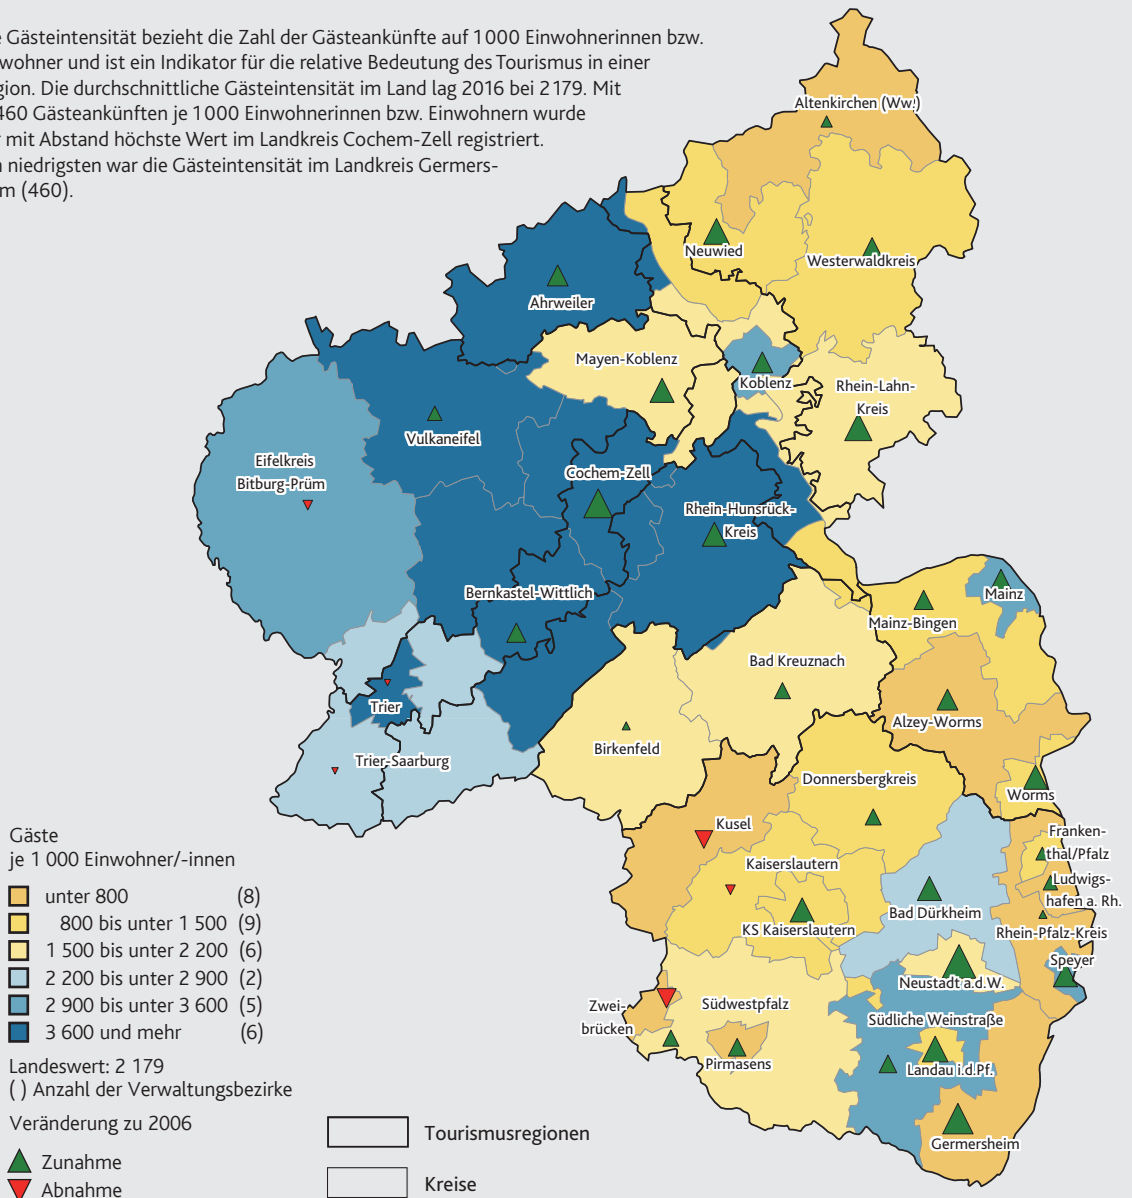 e Gästeintensität bezieht die Zahl der Gästeankünfte auf 1000 Einwohnerinnen bzw.
wohner und ist ein Indikator für die relative Bedeutung des Tourismus in einer
gion. Die durchschnittliche Gästeintensität im Land lag 2016 bei 2179. Mit
460 Gästeankünften je 1000 Einwohnerinnen bzw. Einwohnern wurde
r mit Abstand höchste Wert im Landkreis Cochem-Zell registriert.
n niedrigsten war die Gästeintensität im Landkreis Germers-
m (460).
Altenkirchen (Ww.)
Neuwied
Westerwaldkreis
Ahrweiler
Mayen-Koblenz
Koblenz
Rhein-Lahn-
Kreis
Vulkaneifel
Eifelkreis
Bitburg-Prüm
Cochem-Zell
Rhein-Hunsrück-
Kreis
Bernkastel-Wittlich
Mainz
Mainz-Bingen
Bad Kreuznach
Trier
Alzey-Worms
Birkenfeld
Trier-Saarburg
Donnersbergkreis
Worms
Kusel
Franken-
thal/Pfalz
Kaiserslautern
Ludwigs-
hafen a. Rh.
Bad Dürkheim
KS Kaiserslautern
Rhein-Pfalz-Kreis
Speyer
Neustadt a.d.W.
Zwei-
brücken
Südwestpfalz
Südliche Weinstraße
Pirmasens
Landau i.d.Pf.
Germersheim
Gäste
je 1 000 Einwohner/-innen
unter 800 (8)
800 bis unter 1 500 (9)
1 500 bis unter 2 200 (6)
2 200 bis unter 2 900 (2)
2 900 bis unter 3 600 (5)
3 600 und mehr (6)
Landeswert: 2 179
( ) Anzahl der Verwaltungsbezirke
Veränderung zu 2006
Zunahme
Abnahme
Tourismusregionen
Kreise